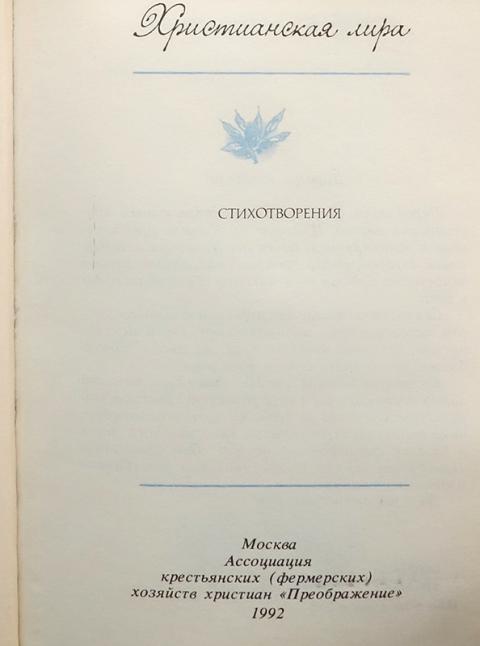 Христианская лира
СТИХОТВОРЕНИЯ
Москва
Ассоциация
крестьянских (фермерских)
хозяйств христиан «Преображение»
1992